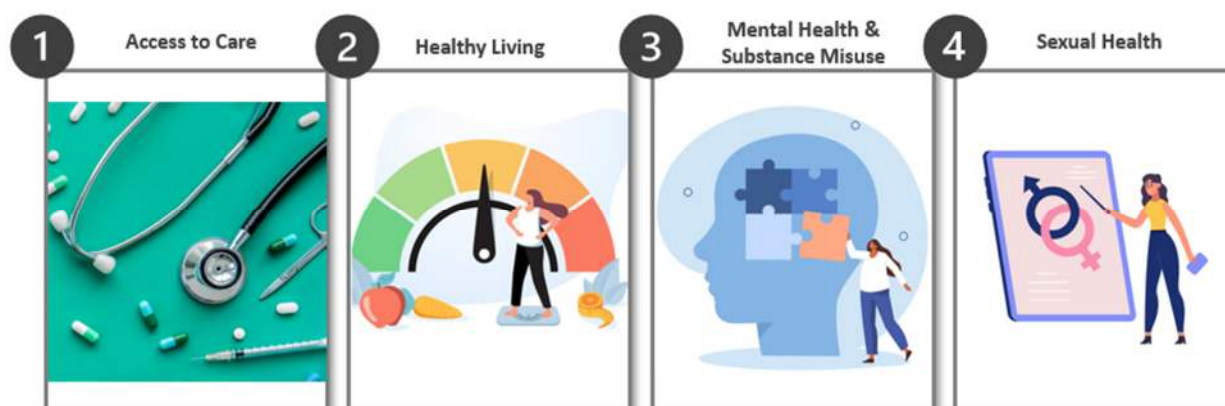 1
Access to Care
2
Healthy Living
3
Mental Health &
Substance Misuse
4
Sexual Health